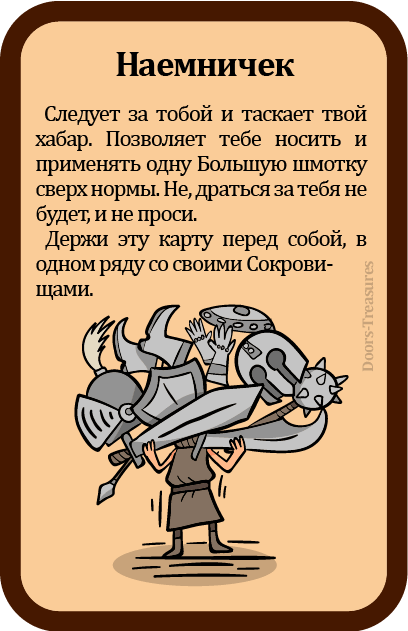 Наемничек
Следует за тобой и таскает твой
хабар. Позволяет тебе носить и
применять одну Большую шмотку
сверх нормы. Не, драться за тебя не
будет, и не проси.
Держи эту карту перед собой, в
одном ряду со своими Сокрови-
щами.
Doors-Treasures